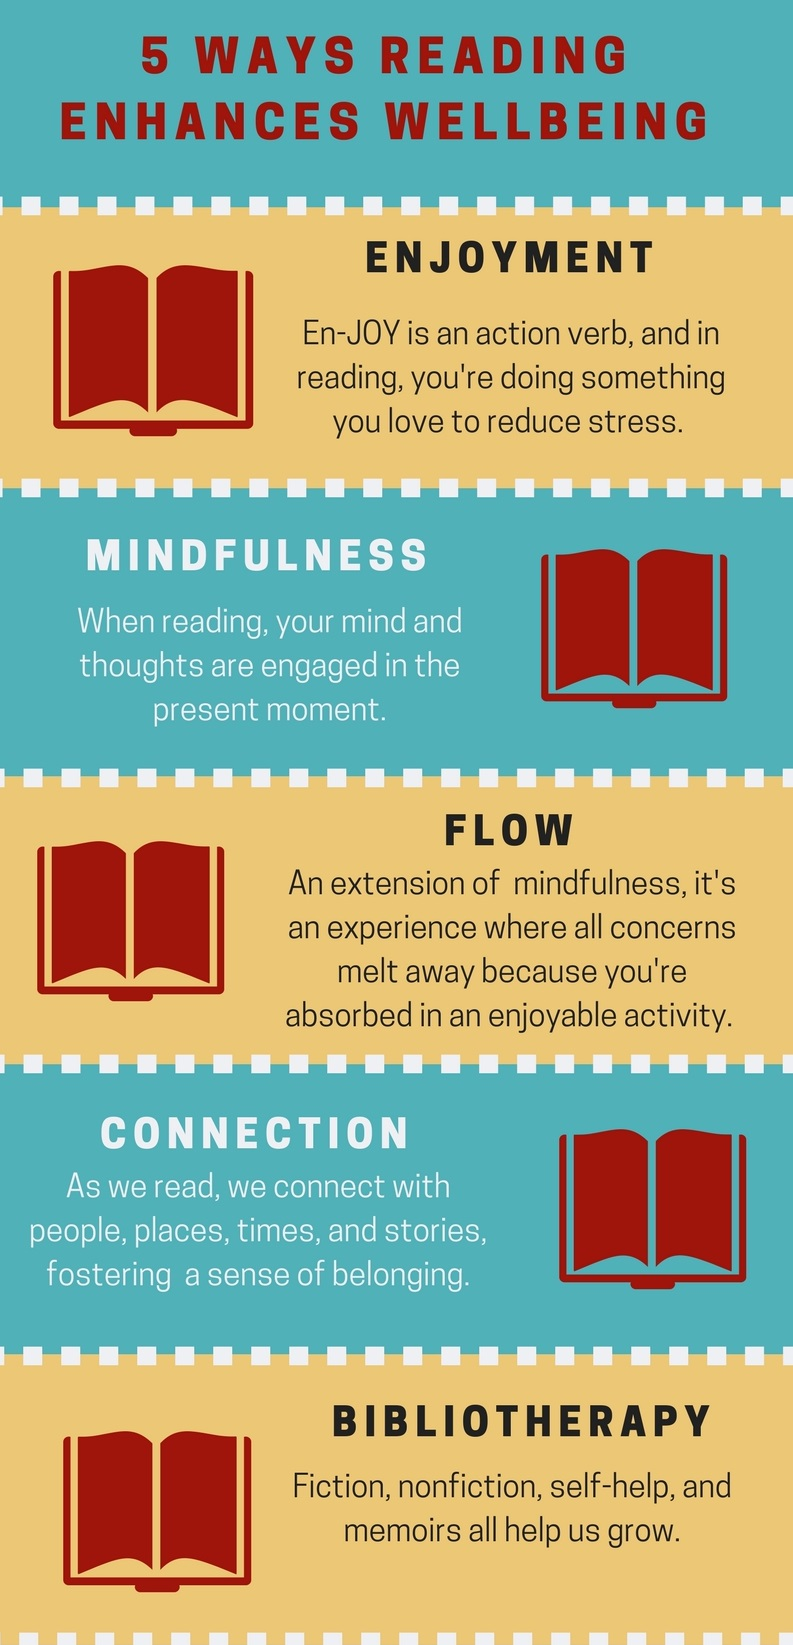 5 WAYS READING
ENHANCES WELLBEING
ENJOYMENT
En-JOY is an action verb, and in
reading, you're doing something
you love to reduce stress.
MINDFULNESS
When reading, your mind and
thoughts are engaged in the
present moment.
FLOW
An extension of  mindfulness, it's
an experience where all concerns
melt away because you're
absorbed in an enjoyable activity.
CONNECTION
As we read, we connect with
people, places, times, and stories,
fostering  a sense of belonging.
BIBLIOTHERAPY
Fiction, nonfiction, self-help, and
memoirs all help us grow.